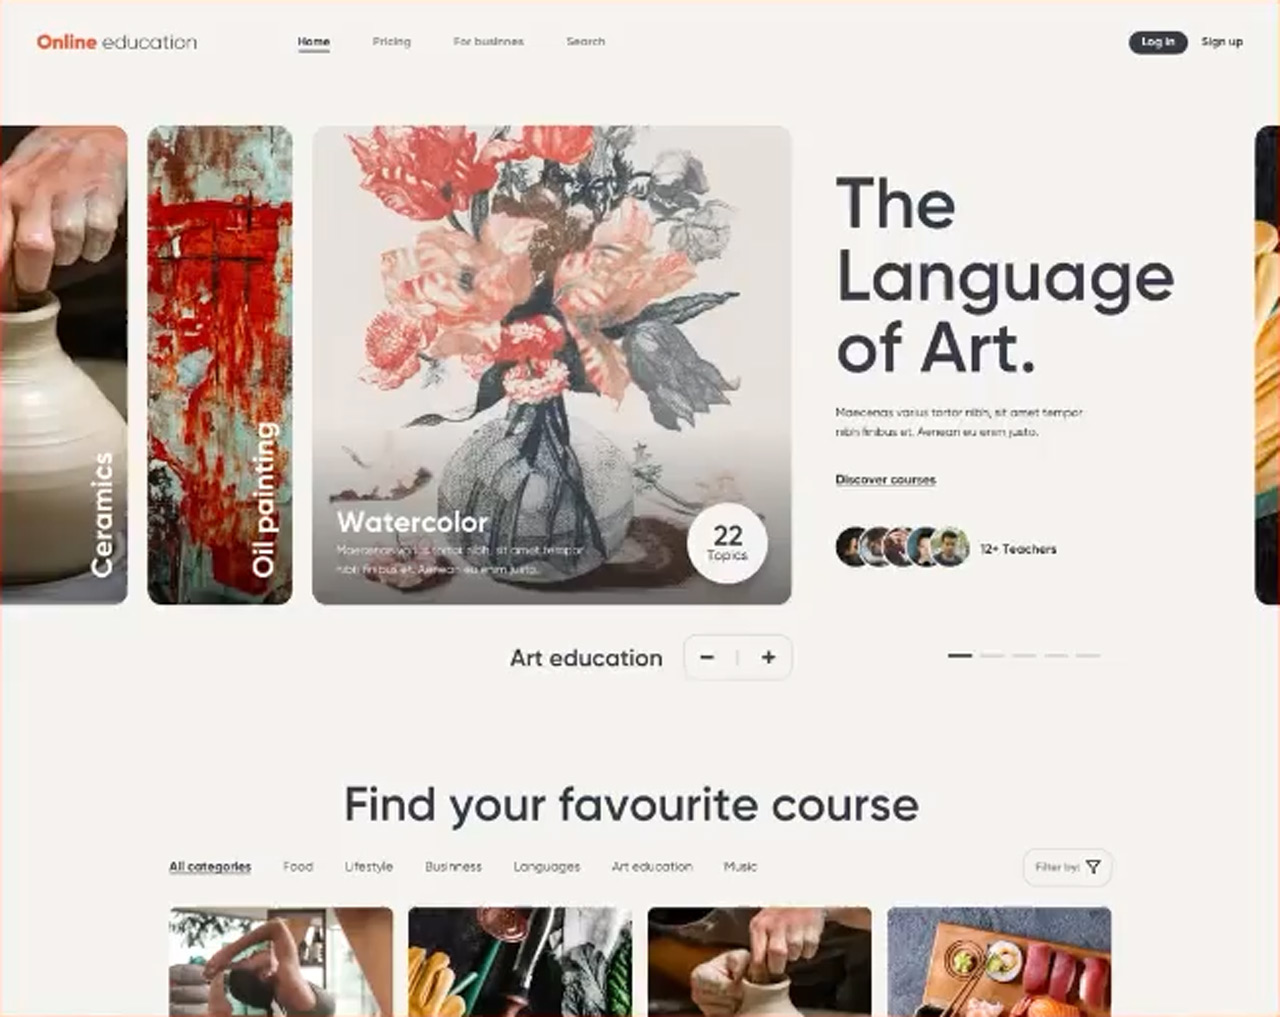 Online education
Home
Pricing
For businnes
Search
Log in
Sign up
Ceramics
Oil painting
Watercolor
Maecenas varius tortor nibh, sit amet tempor
nibh finibus et. Aenean eu enim justo.
22
Topics
The
Language
of Art.
Maecenas varius tortor nibh, sit amet tempor
nibh finibus et. Aenean eu enim justo.
Discover courses
12+ Teachers
Art education
Find your favourite course
All categories
Food
Lifestyle
Businness
Languages
Art education
Music
Filter by: